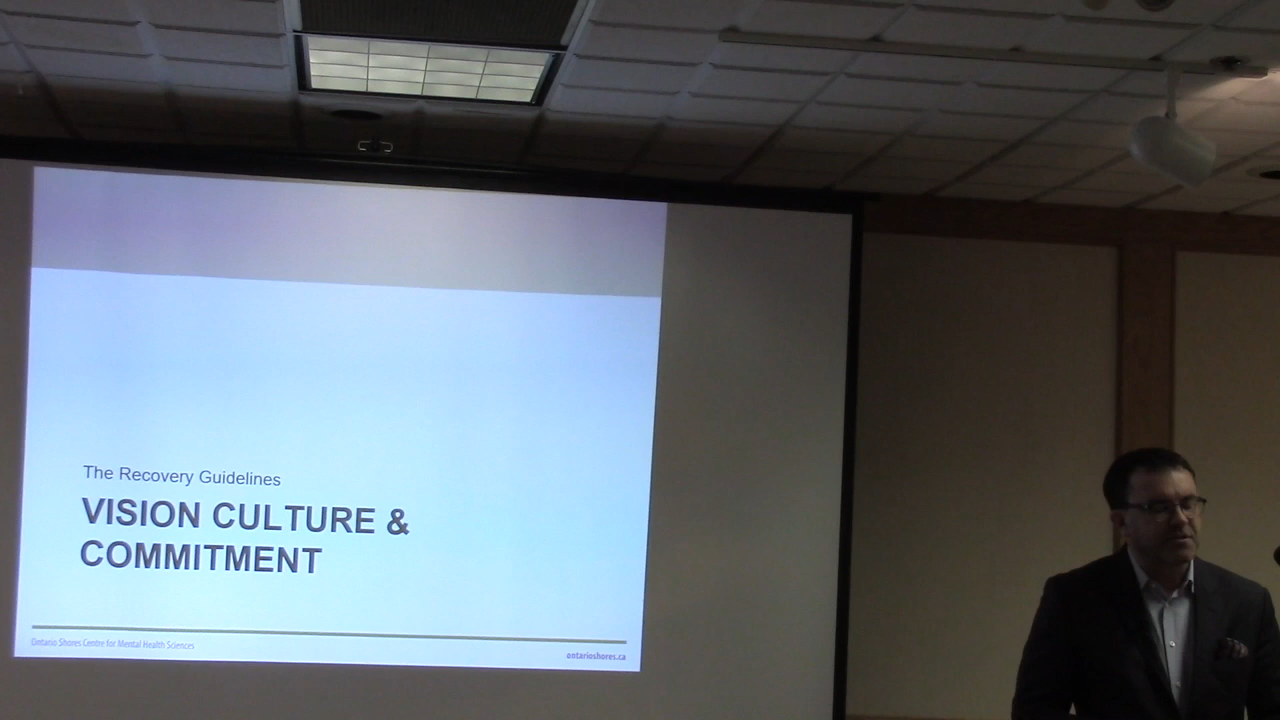 The Recovery Guidelines
VISION CULTURE &
COMMITMENT
Ontario Shores Centre for Mental Health Sciences
ontarioshores.ca